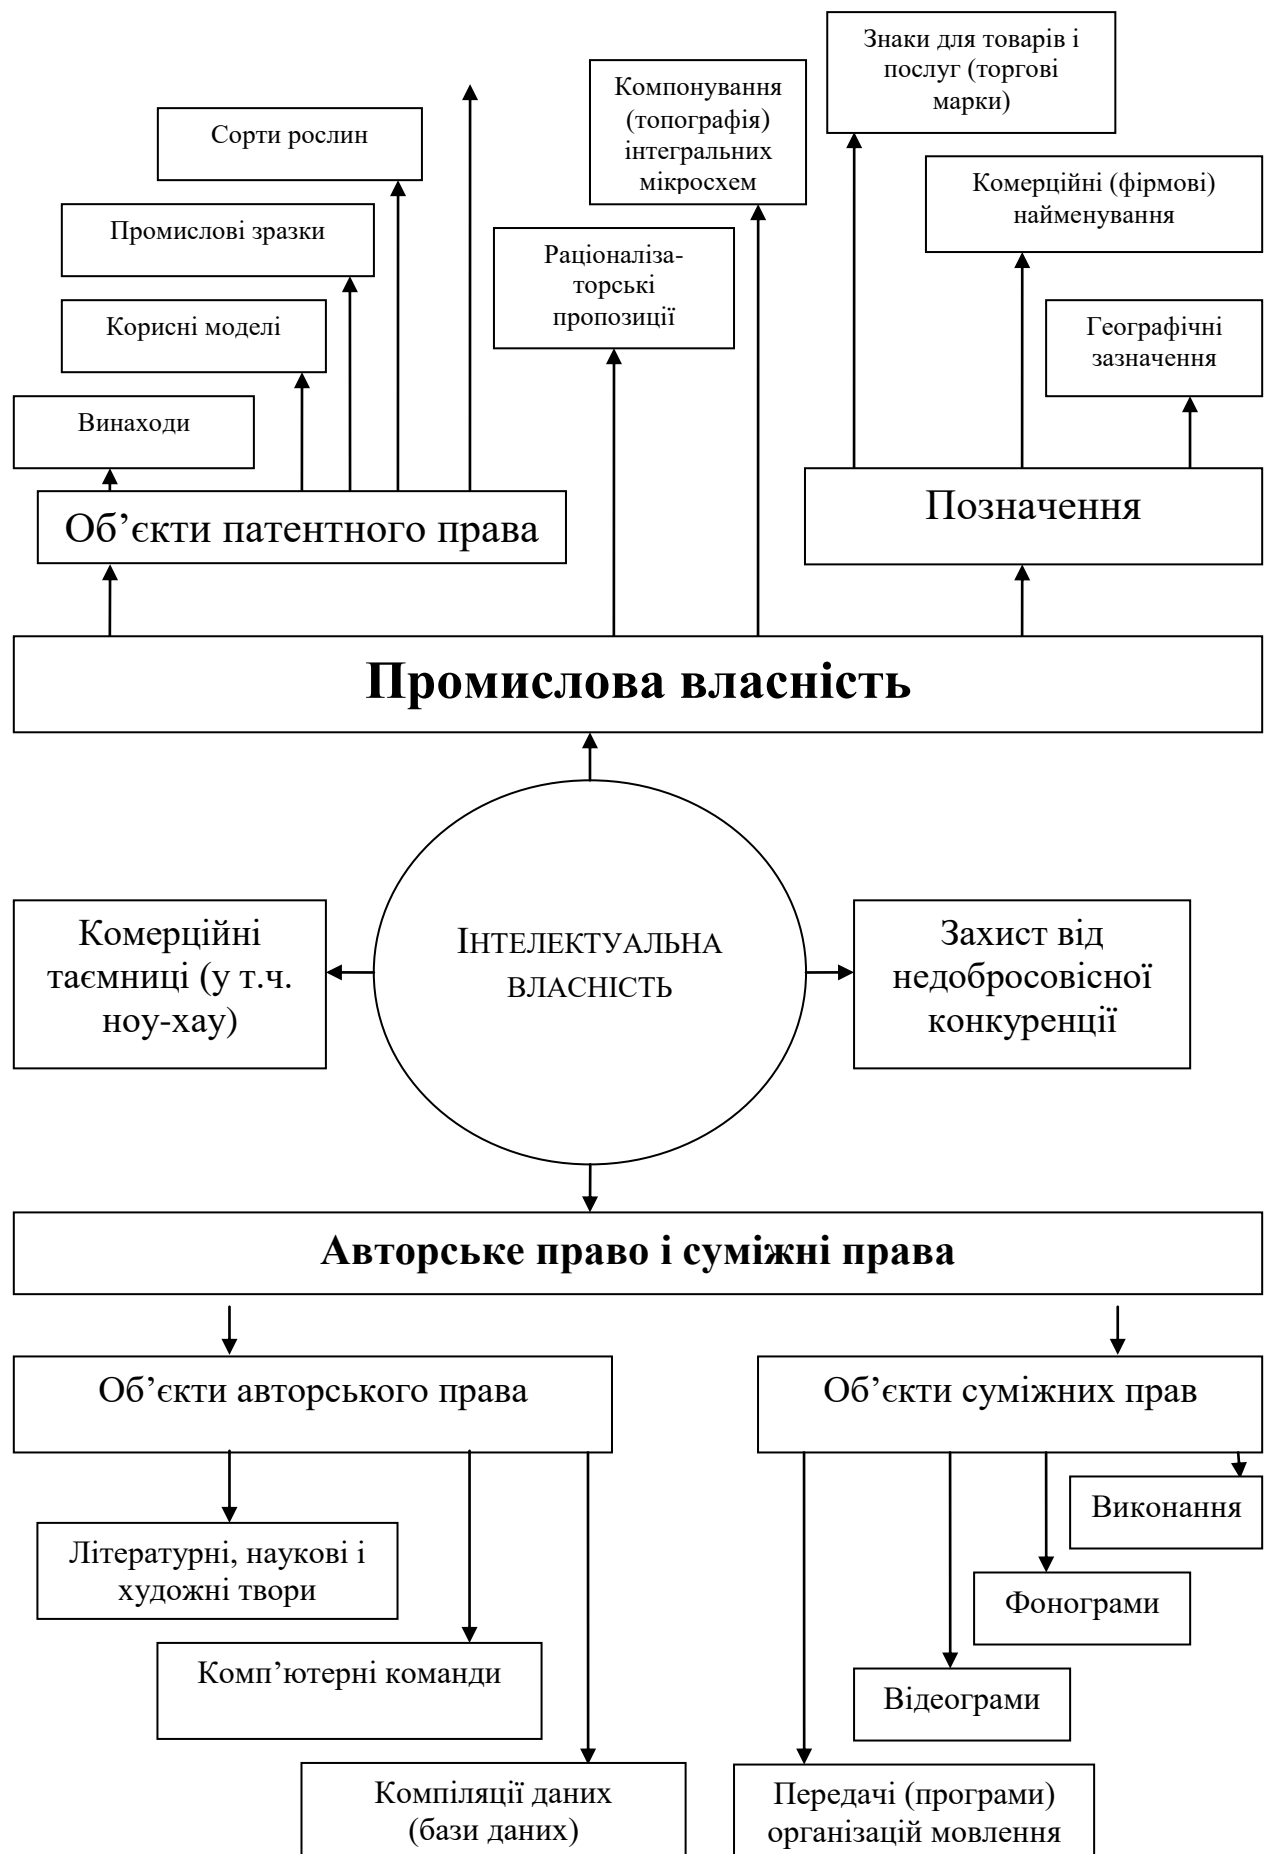 Знаки для товарів і
послуг (торгові
марки)
Компонування
(топографія)
інтегральних
мікросхем
Сорти рослин
Комерційні (фірмові)
найменування
Промислові зразки
Раціоналіза-
торські
пропозиції
Корисні моделі
Географічні
зазначення
Винаходи
Об’єкти патентного права
Позначення
Промислова власність
Комерційні
таємниці (у т.ч.
ноу-хау)
ІНТЕЛЕКТУАЛЬНА
ВЛАСНІСТЬ
Захист від
недобросовісної
конкуренції
Авторське право і суміжні права
Об’єкти авторського права
Об’єкти суміжних прав
Виконання
Літературні, наукові і
художні твори
Фонограми
Комп’ютерні команди
Відеограми
Компіляції даних
(бази даних)
Передачі (програми)
організацій мовлення